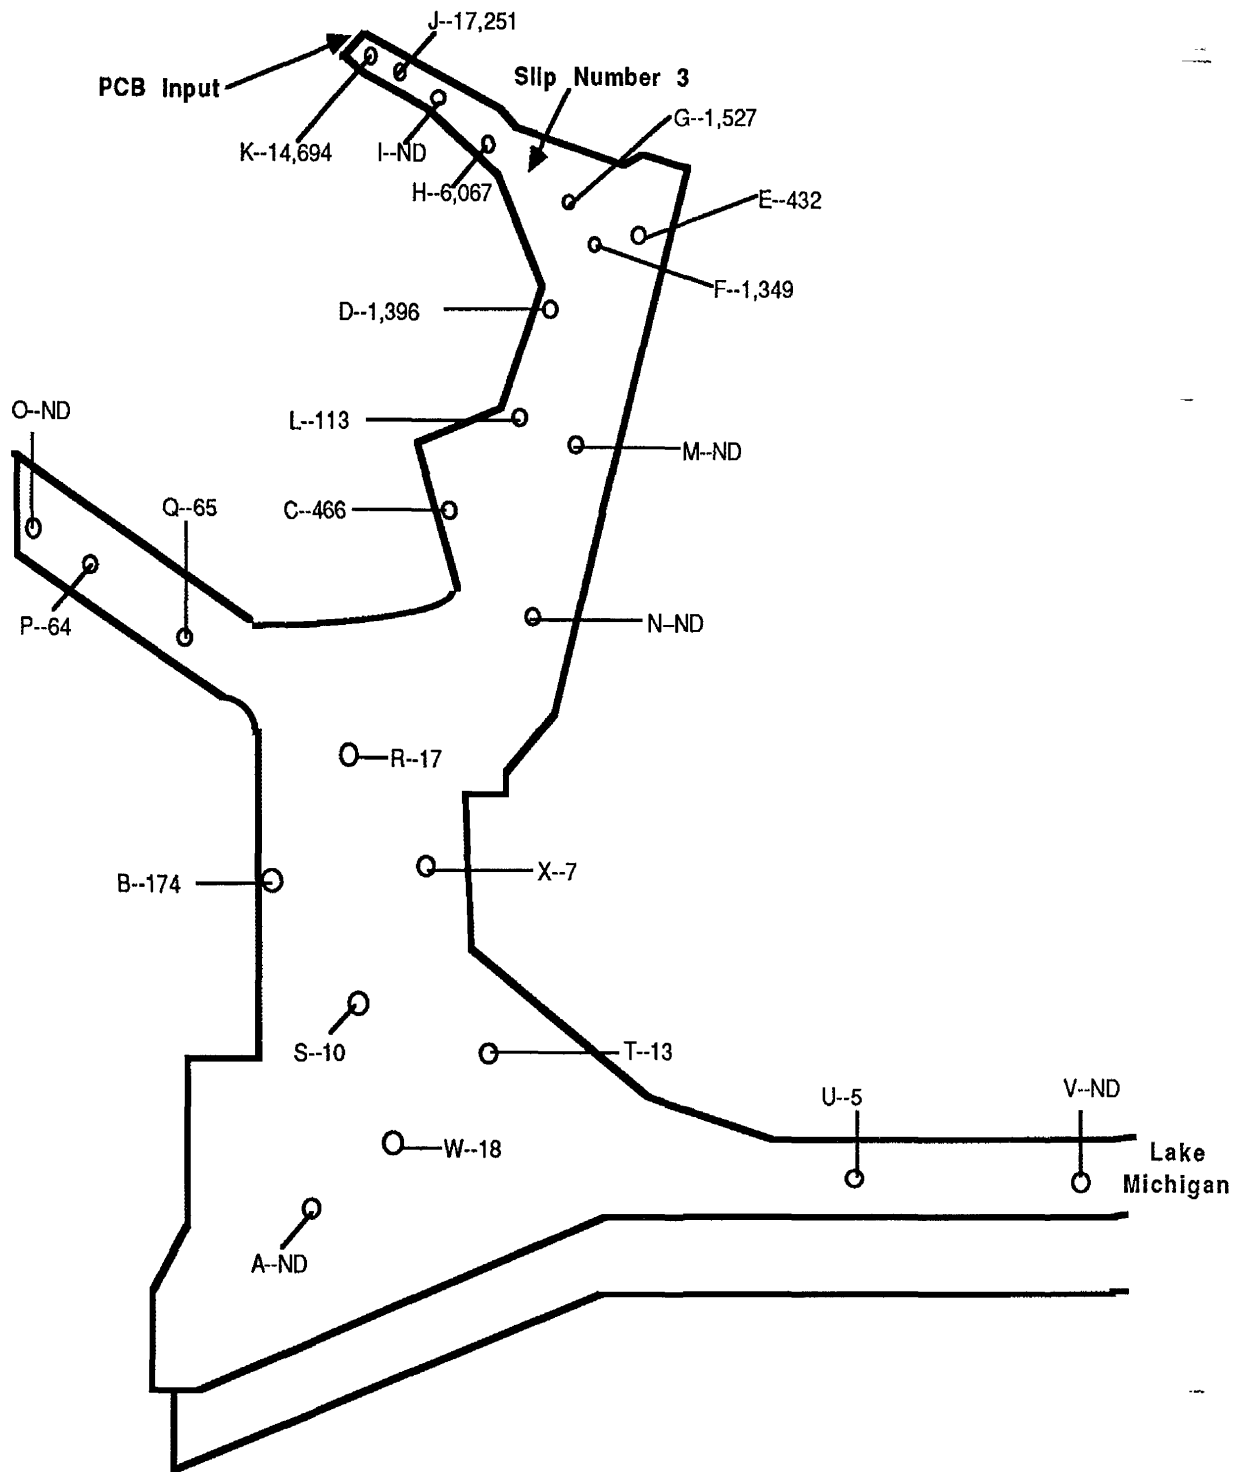 J--17,251
Slip Number 3
PCB Input
G--1,527
K--14,694
I--ND
H--6,067
E--432
F--1,349
D--1,396
O--ND
L--113
M--ND
Q--65
C--466
P--64
N--ND
R--17
X--7
B--174
S--10
T--13
U--5
V--ND
W--18
Lake
Michigan
A--ND